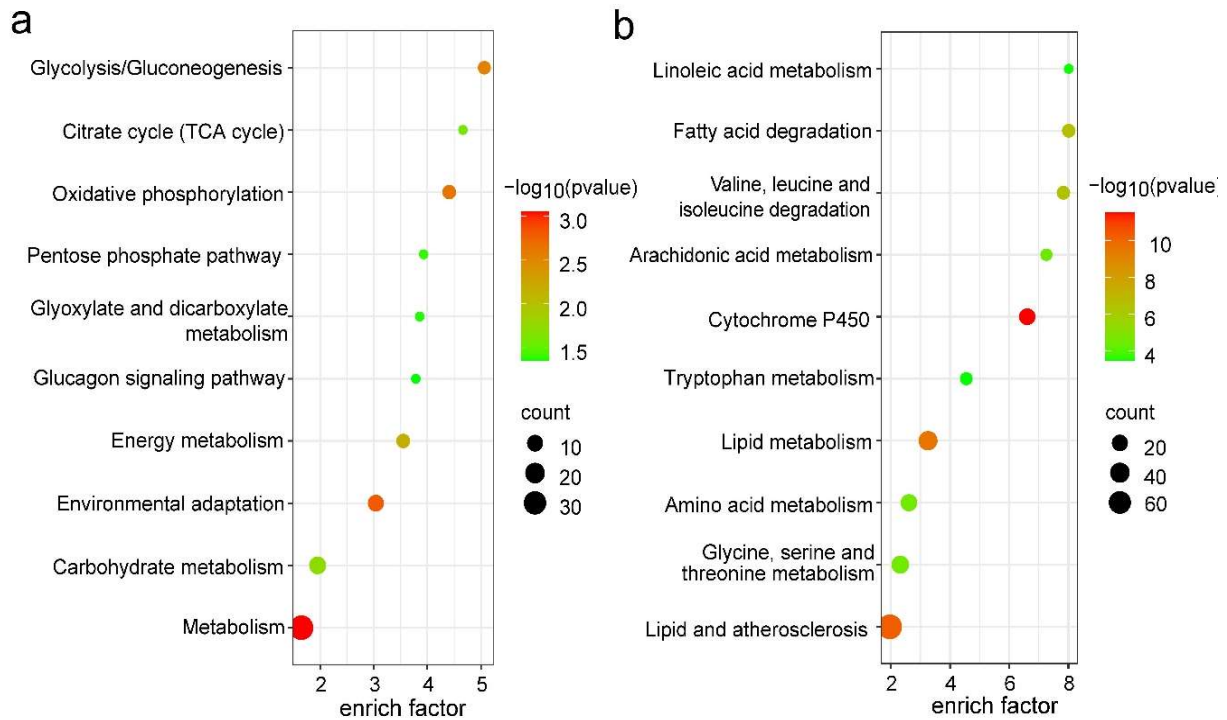 a
Glycolysis/Gluconeogenesis
Citrate cycle (TCA cycle)
Oxidative phosphorylation
Pentose phosphate pathway
Glyoxylate and dicarboxylate
metabolism
Glucagon signaling pathway
Energy metabolism
Environmental adaptation
Carbohydrate metabolism
Metabolism
2 3 4 5
enrich factor
−log10(pvalue)
3.0
2.5
2.0
1.5
count
10
20
30
b
Linoleic acid metabolism
Fatty acid degradation
Valine, leucine and
isoleucine degradation
Arachidonic acid metabolism
Cytochrome P450
Tryptophan metabolism
Lipid metabolism
Amino acid metabolism
Glycine, serine and
threonine metabolism
Lipid and atherosclerosis
2 4 6 8
enrich factor
−log10(pvalue)
10
8
6
4
count
20
40
60